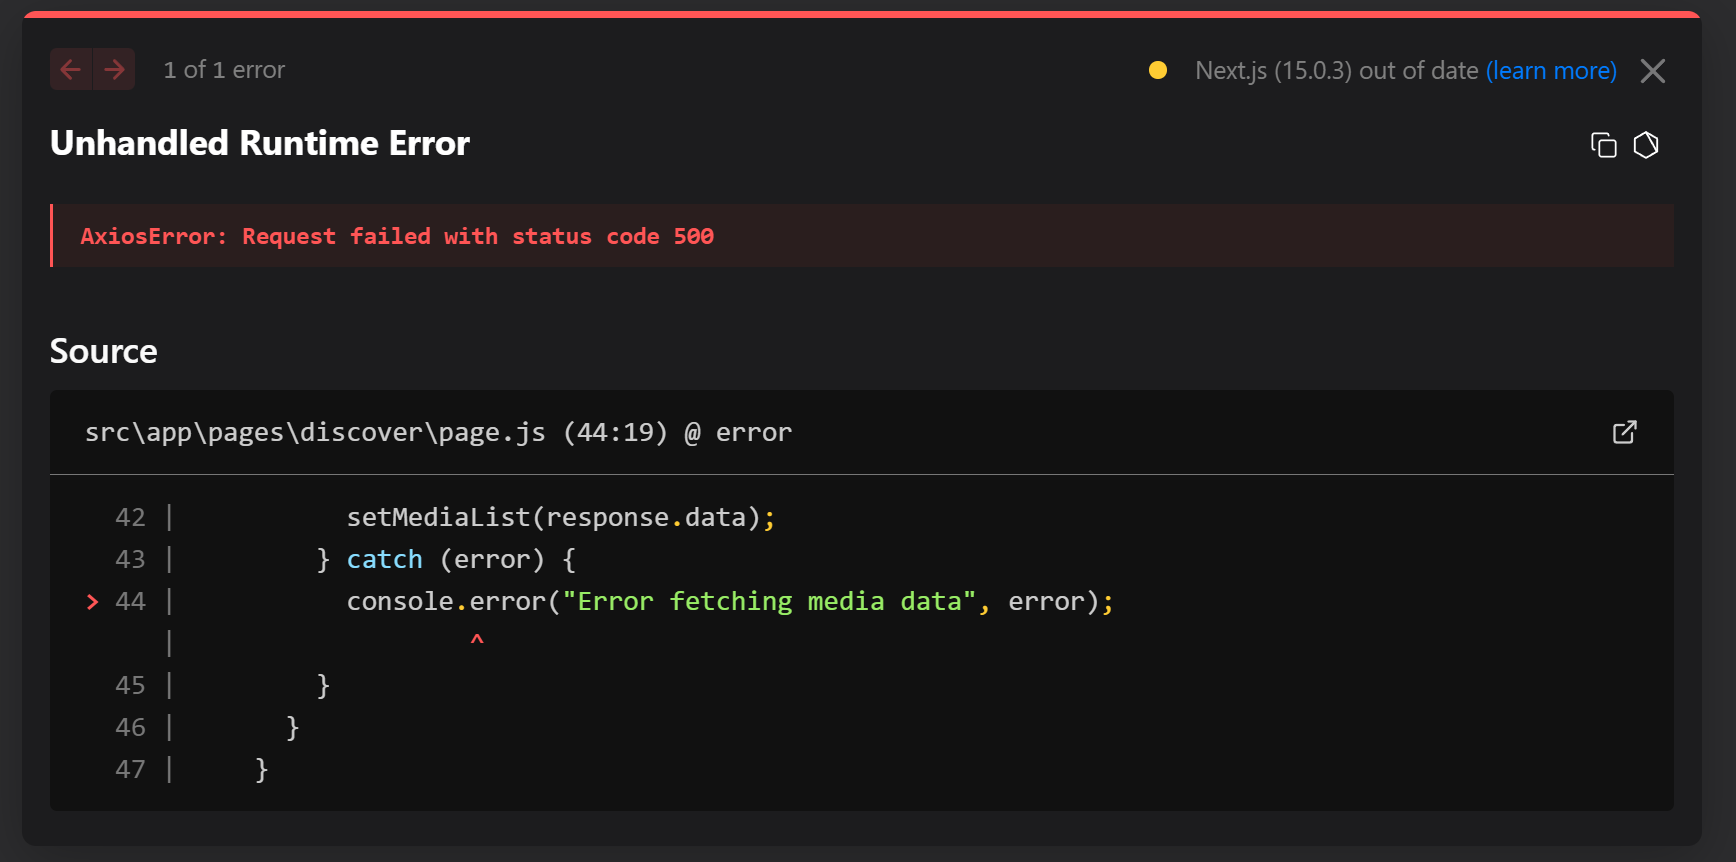 1 of 1 error
Next.js (15.0.3) out of date (learn more)
Unhandled Runtime Error
AxiosError: Request failed with status code 500
Source
src\app\pages\discover\page.js (44:19) @ error
42 |           setMediaList(response.data);
43 |         } catch (error) {
> 44 |           console.error("Error fetching media data", error);
|                   ^
45 |         }
46 |       }
47 |     }